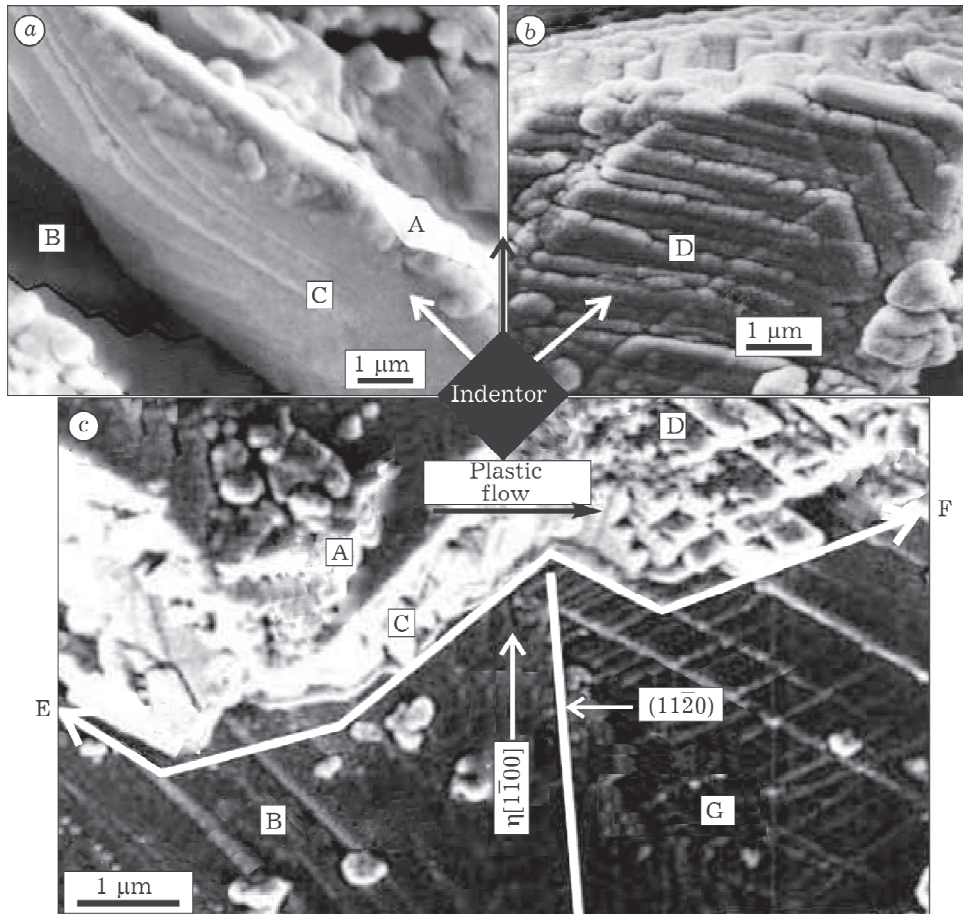 a
b
B
A
C
D
1 µm
1 µm
Indentor
c
D
Plastic
flow
F
A
C
E
(112̄0)
η[11̄00]
B
G
1 µm